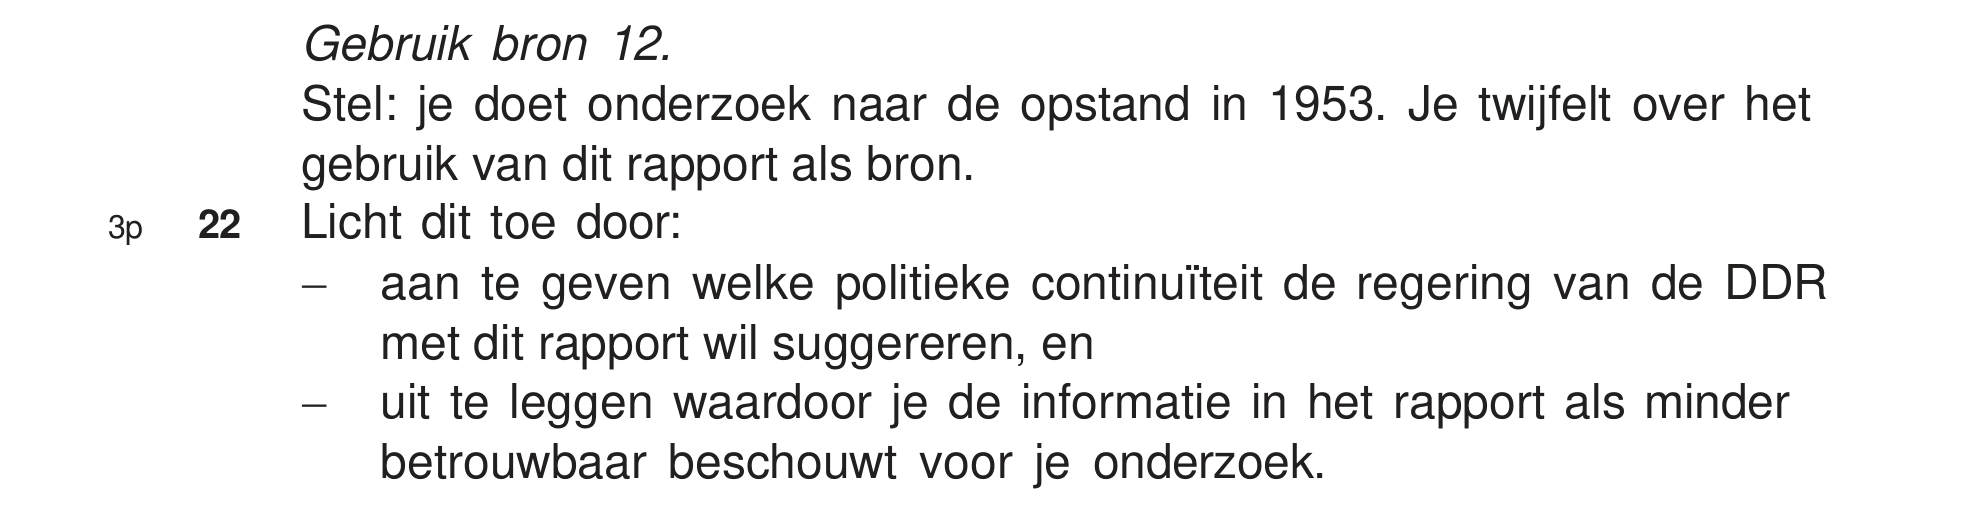 Gebruik bron 12.
Stel: je doet onderzoek naar de opstand in 1953. Je twijfelt over het
gebruik van dit rapport als bron.
3p 22 Licht dit toe door:
– aan te geven welke politieke continuïteit de regering van de DDR
met dit rapport wil suggereren, en
– uit te leggen waardoor je de informatie in het rapport als minder
betrouwbaar beschouwt voor je onderzoek.